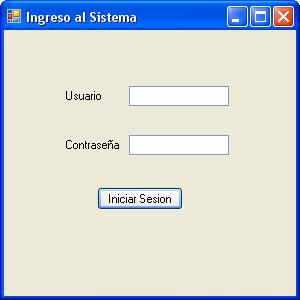 Ingreso al Sistema
Usuario
Contraseña
Iniciar Sesion